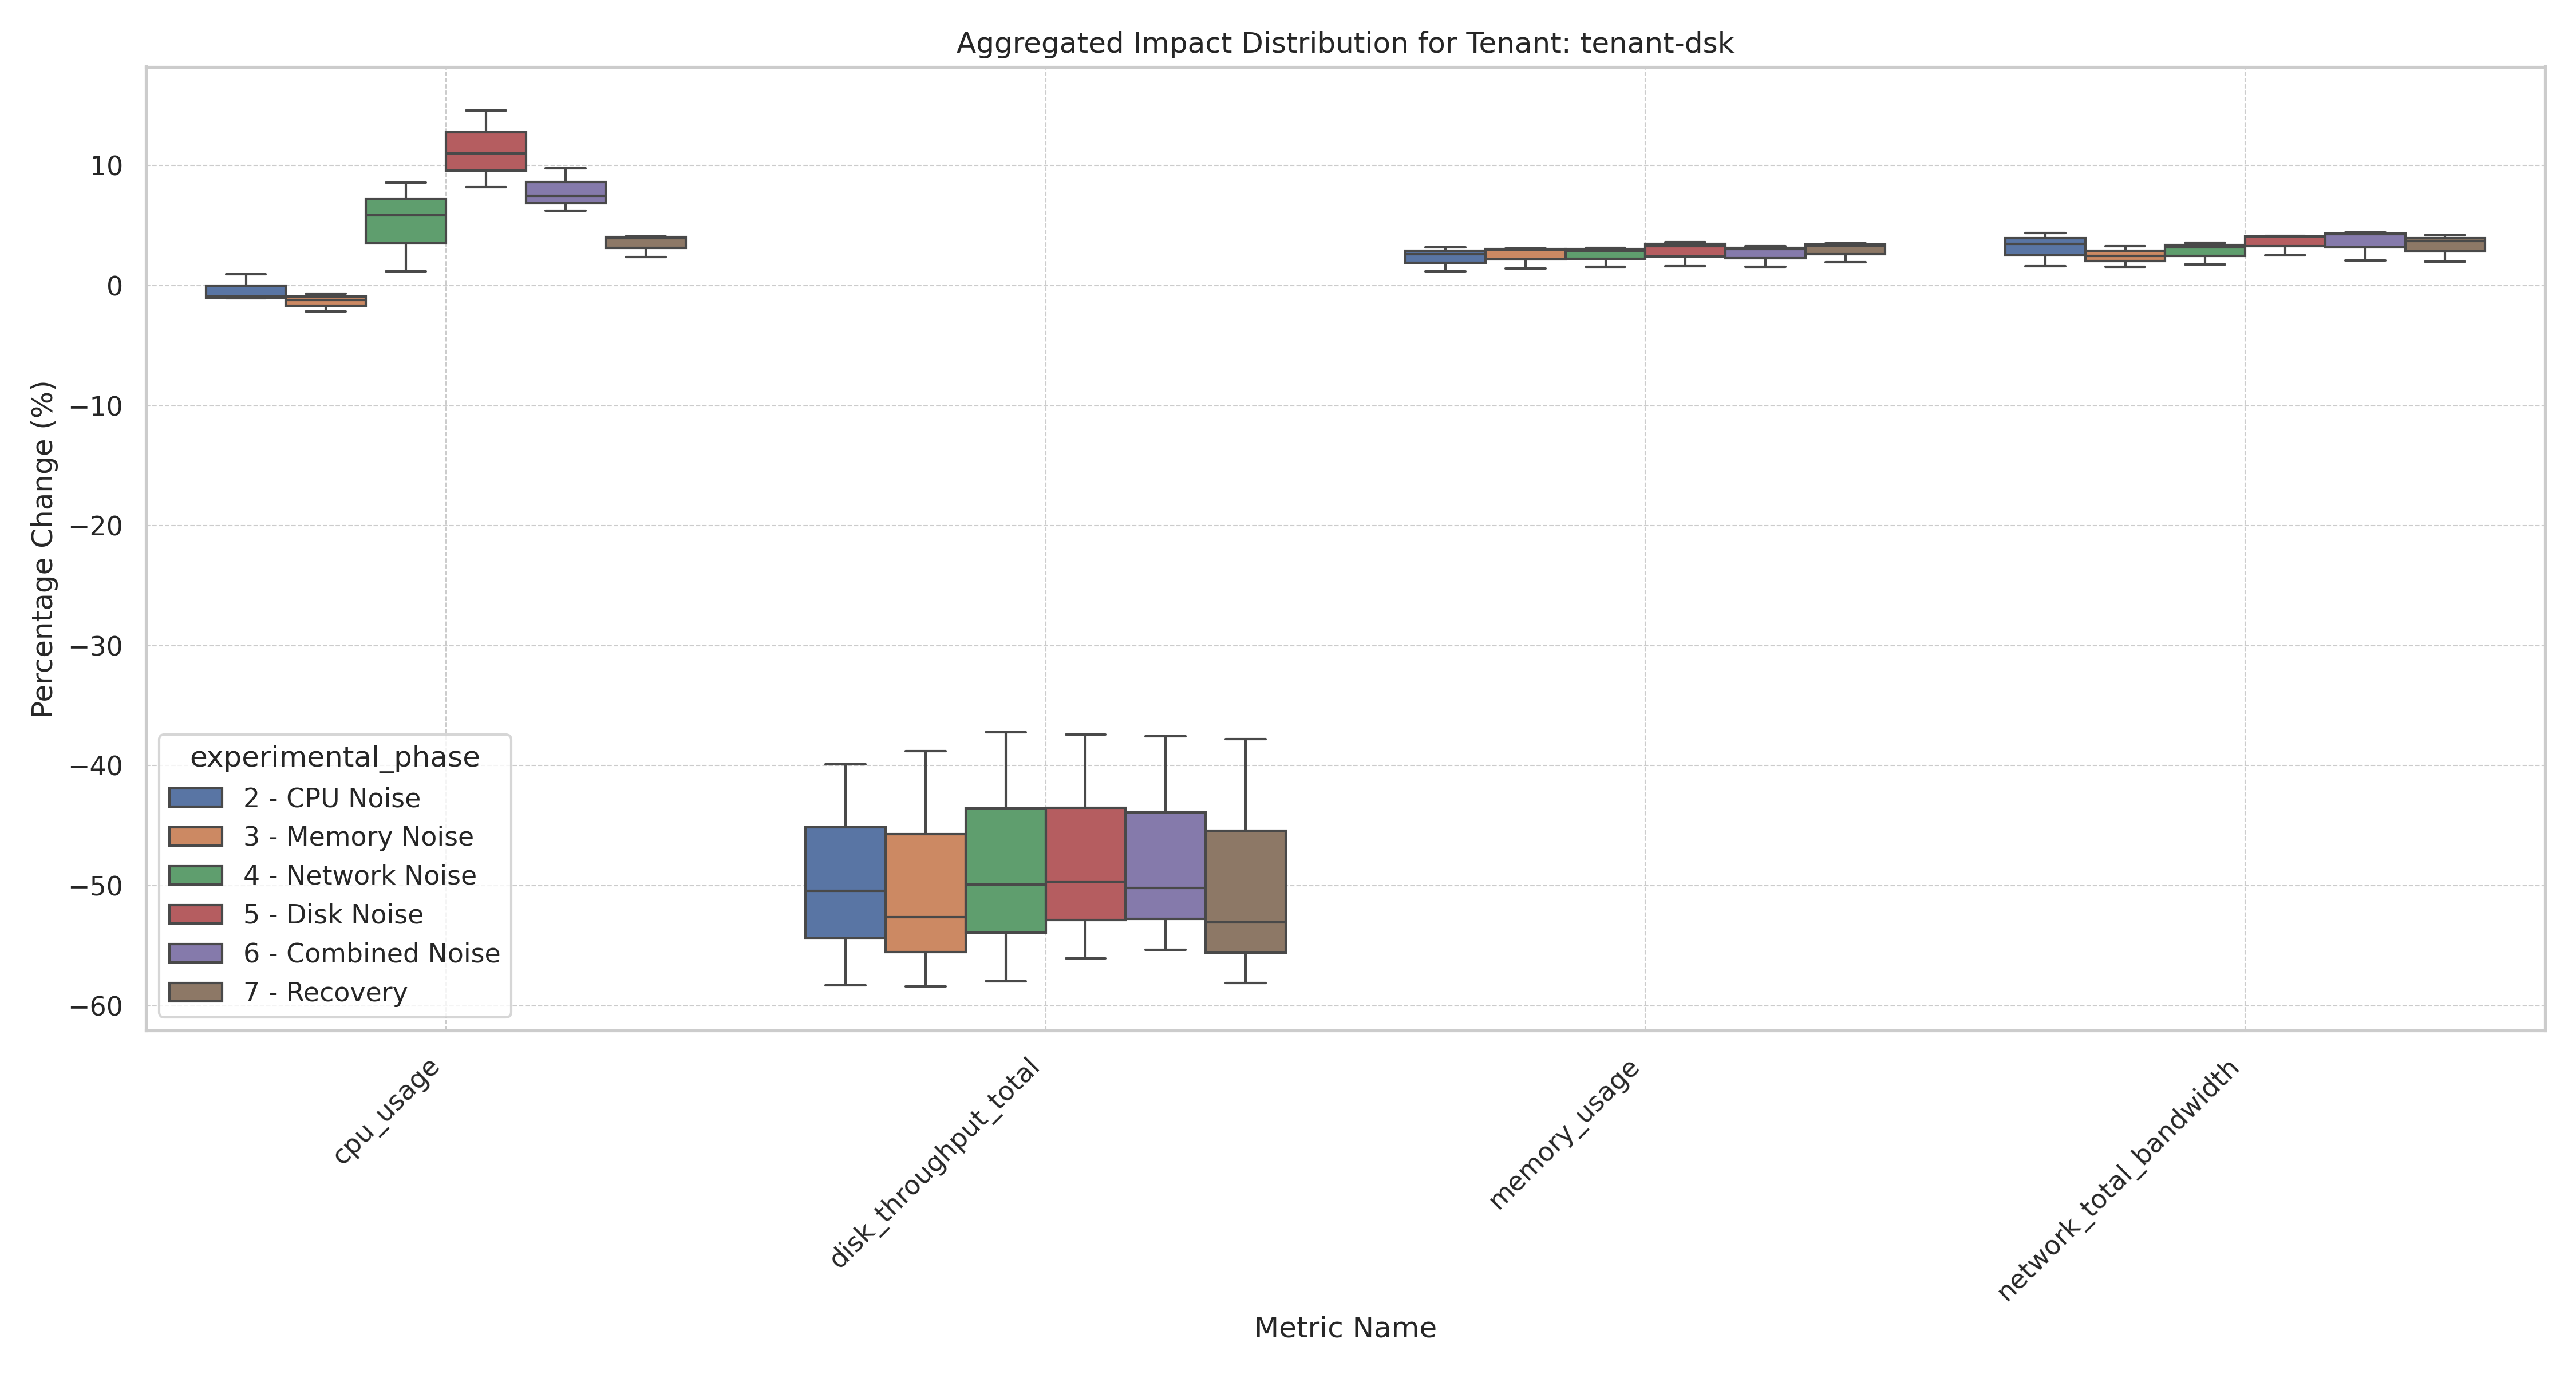 Aggregated Impact Distribution for Tenant: tenant-dsk
Percentage Change (%)
10
0
−10
−20
−30
−40
−50
−60
experimental_phase
2 - CPU Noise
3 - Memory Noise
4 - Network Noise
5 - Disk Noise
6 - Combined Noise
7 - Recovery
cpu_usage
disk_throughput_total
memory_usage
network_total_bandwidth
Metric Name